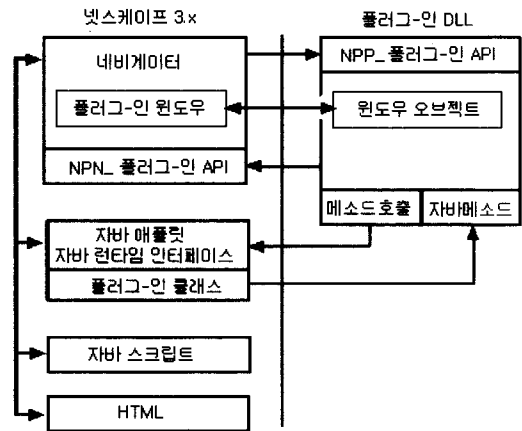 넷스케이프 3.x
플러그-인 DLL
네비게이터
NPP_플러그-인 API
플러그-인 윈도우
윈도우 오브젝트
NPN_ 플러그-인 API
메소드호출
자바메소드
자바 애플릿
자바 런타임 인터페이스
플러그-인 클래스
자바 스크립트
HTML